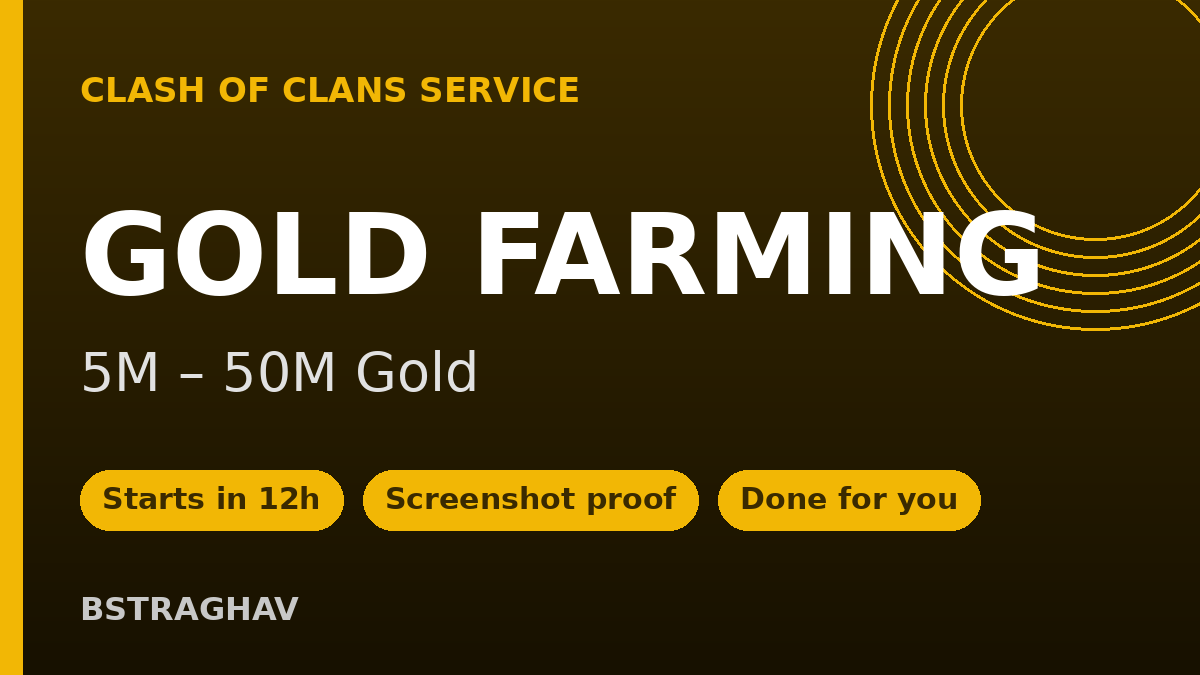 CLASH OF CLANS SERVICE
GOLD FARMING
5M – 50M Gold
Starts in 12h Screenshot proof Done for you
BSTRAGHAV